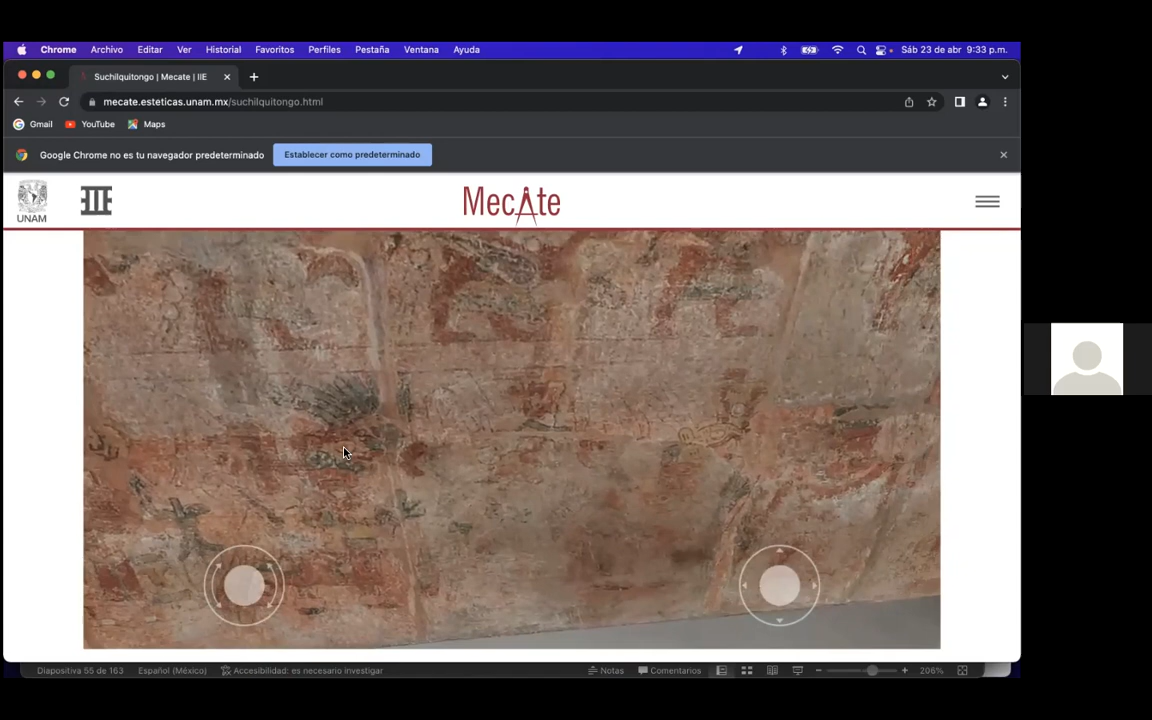 Chrome Archivo Editar Ver Historial Favoritos Perfiles Pestaña Ventana Ayuda Sáb 23 de abr 9:33 p.m.
Suchilquitongo | Mecate | IIE
mecate.esteticas.unam.mx/suchilquitongo.html
Gmail YouTube Maps
Google Chrome no es tu navegador predeterminado Establecer como predeterminado
UNAM IIE Mecate
Diapositiva 55 de 163 Español (México) Accesibilidad: es necesario investigar Notas Comentarios 206%